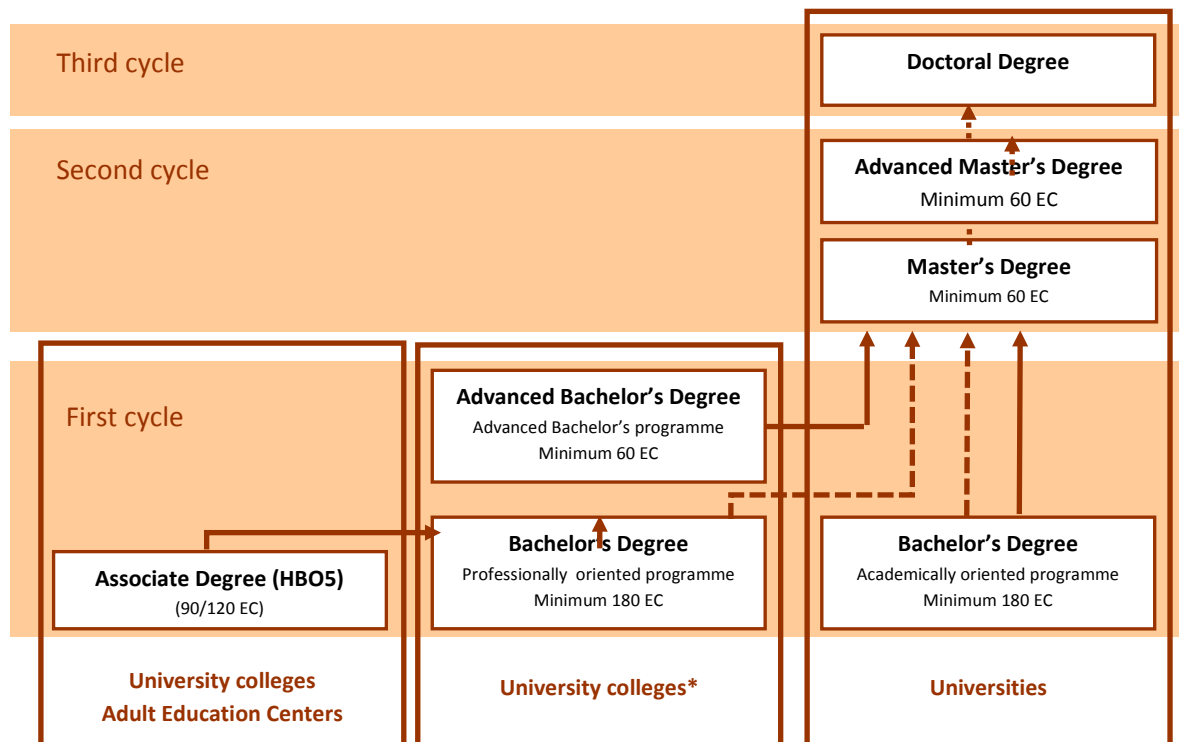 Third cycle
Doctoral Degree
Second cycle
Advanced Master's Degree
Minimum 60 EC
Master's Degree
Minimum 60 EC
First cycle
Advanced Bachelor's Degree
Advanced Bachelor's programme
Minimum 60 EC
Associate Degree (HBO5)
(90/120 EC)
Bachelor's Degree
Professionally oriented programme
Minimum 180 EC
Bachelor's Degree
Academically oriented programme
Minimum 180 EC
University colleges
Adult Education Centers
University colleges*
Universities